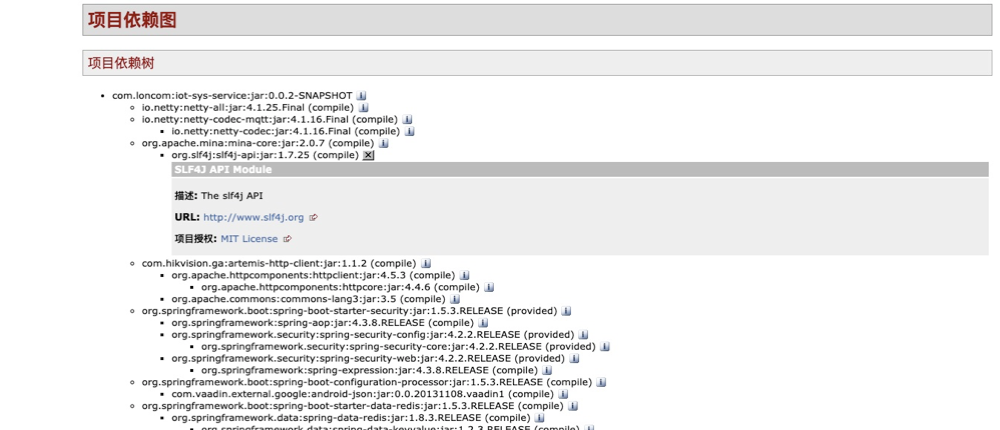 项目依赖图
项目依赖树
com.loncom:iot-sys-service:jar:0.0.2-SNAPSHOT
io.netty:netty-all:jar:4.1.25.Final (compile)
io.netty:netty-codec-mqtt:jar:4.1.16.Final (compile)
io.netty:netty-codec:jar:4.1.16.Final (compile)
org.apache.mina:mina-core:jar:2.0.7 (compile)
org.slf4j:slf4j-api:jar:1.7.25 (compile)
SLF4J API Module
描述: The slf4j API
URL: http://www.slf4j.org
项目授权: MIT License
com.hikvision.ga:artemis-http-client:jar:1.1.2 (compile)
org.apache.httpcomponents:httpclient:jar:4.5.3 (compile)
org.apache.httpcomponents:httpcore:jar:4.4.6 (compile)
org.apache.commons:commons-lang3:jar:3.5 (compile)
org.springframework.boot:spring-boot-starter-security:jar:1.5.3.RELEASE (provided)
org.springframework:spring-aop:jar:4.3.8.RELEASE (compile)
org.springframework.security:spring-security-config:jar:4.2.2.RELEASE (provided)
org.springframework.security:spring-security-core:jar:4.2.2.RELEASE (provided)
org.springframework.security:spring-security-web:jar:4.2.2.RELEASE (provided)
org.springframework:spring-expression:jar:4.3.8.RELEASE (compile)
org.springframework.boot:spring-boot-configuration-processor:jar:1.5.3.RELEASE (compile)
com.vaadin.external.google:android-json:jar:0.0.20131108.vaadin1 (compile)
org.springframework.boot:spring-boot-starter-data-redis:jar:1.5.3.RELEASE (compile)
org.springframework.data:spring-data-redis:jar:1.8.3.RELEASE (compile)
org.springframework.data:spring-data-keyvalue:jar:1.2.3.RELEASE (compile)